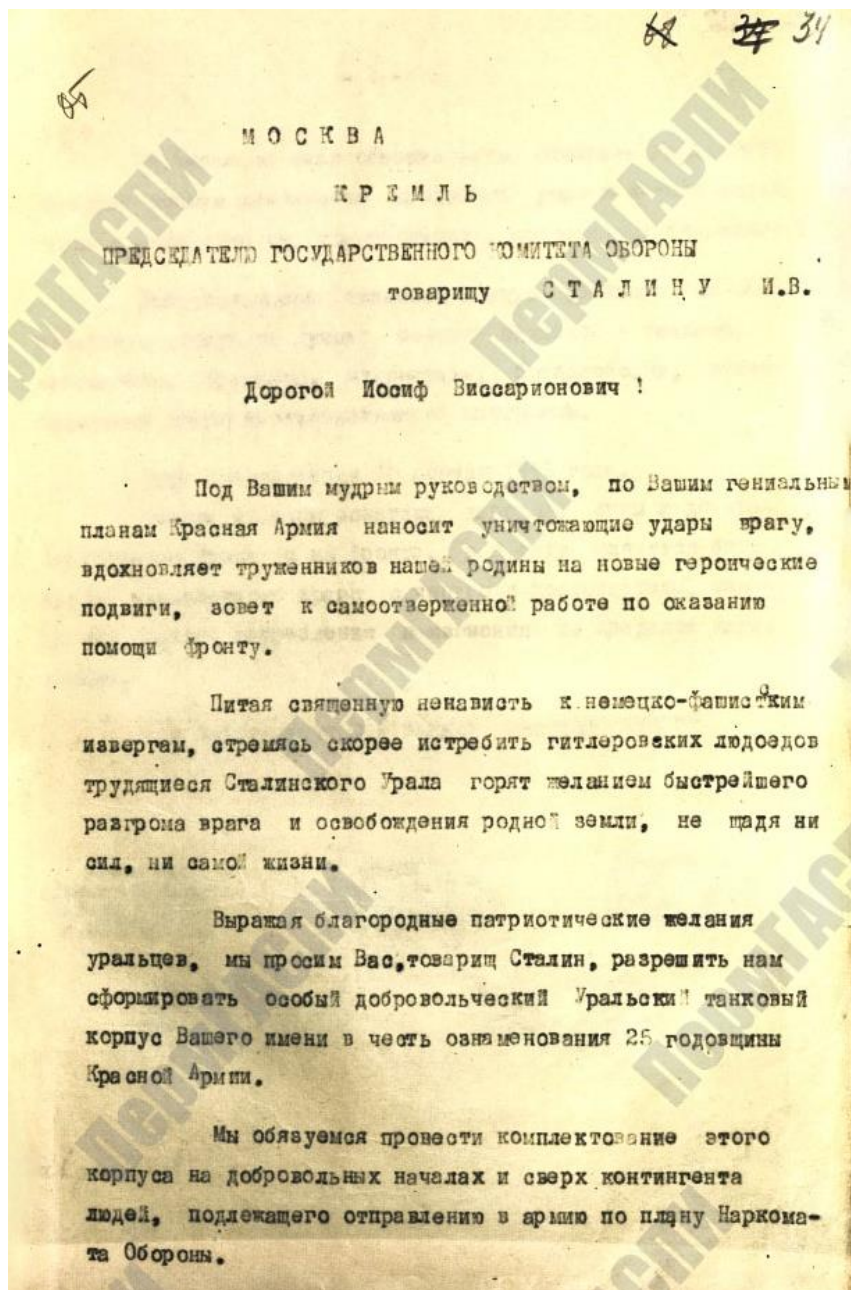 34
МОСКВА
КРЕМЛЬ
ПРЕДСЕДАТЕЛЮ ГОСУДАРСТВЕННОГО КОМИТЕТА ОБОРОНЫ
товарищу СТАЛИНУ И.В.
Дорогой Иосиф Виссарионович !
Под Вашим мудрым руководством, по Вашим гениальным
планам Красная Армия наносит уничтожающие удары врагу,
вдохновляет труженников нашей родины на новые героические
подвиги, зовет к самоотверженной работе по оказанию
помощи фронту.
Питая священную ненависть к немецко-фашистским
извергам, стремясь скорее истребить гитлеровских людоедов
трудящиеся Сталинского Урала горят желанием быстрейшего
разгрома врага и освобождения родной земли, не щадя ни
сил, ни самой жизни.
Выражая благородные патриотические желания
уральцев, мы просим Вас,товарищ Сталин, разрешить нам
сформировать особый добровольческий Уральский танковый
корпус Вашего имени в честь ознаменования 25 годовщины
Красной Армии.
Мы обязуемся провести комплектование этого
корпуса на добровольных началах и сверх контингента
людей, подлежащего отправлению в армию по плану Наркома-
та Обороны.
ПермГАСПИ